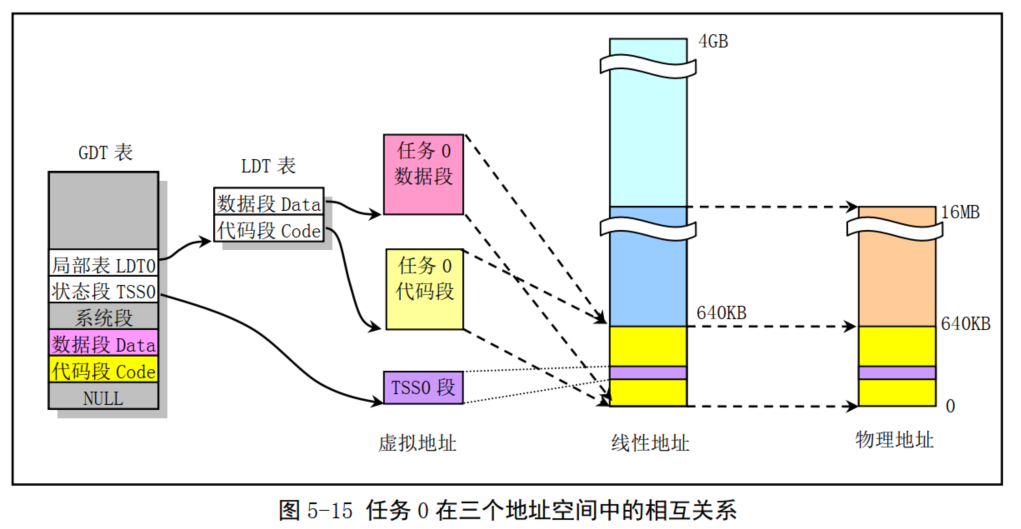 GDT 表
局部表 LDT0
状态段 TSS0
系统段
数据段 Data
代码段 Code
NULL
LDT 表
数据段 Data
代码段 Code
任务 0
数据段
任务 0
代码段
TSS0 段
虚拟地址
4GB
640KB
线性地址
16MB
640KB
0
物理地址
图 5-15 任务 0 在三个地址空间中的相互关系